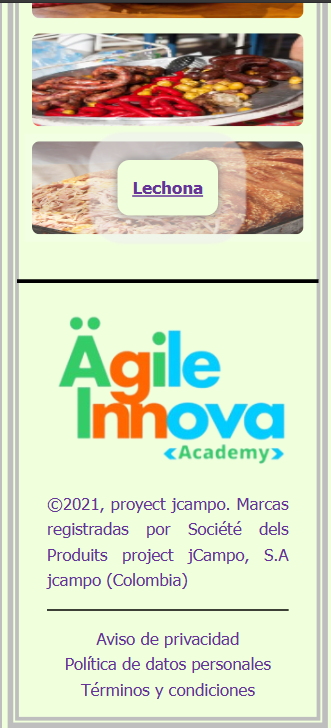 Lechona
Ägile
Innova
Academy
©2021, proyect jcampo. Marcas
registradas por Société dels
Produits project jCampo, S.A
jcampo (Colombia)
Aviso de privacidad
Política de datos personales
Términos y condiciones